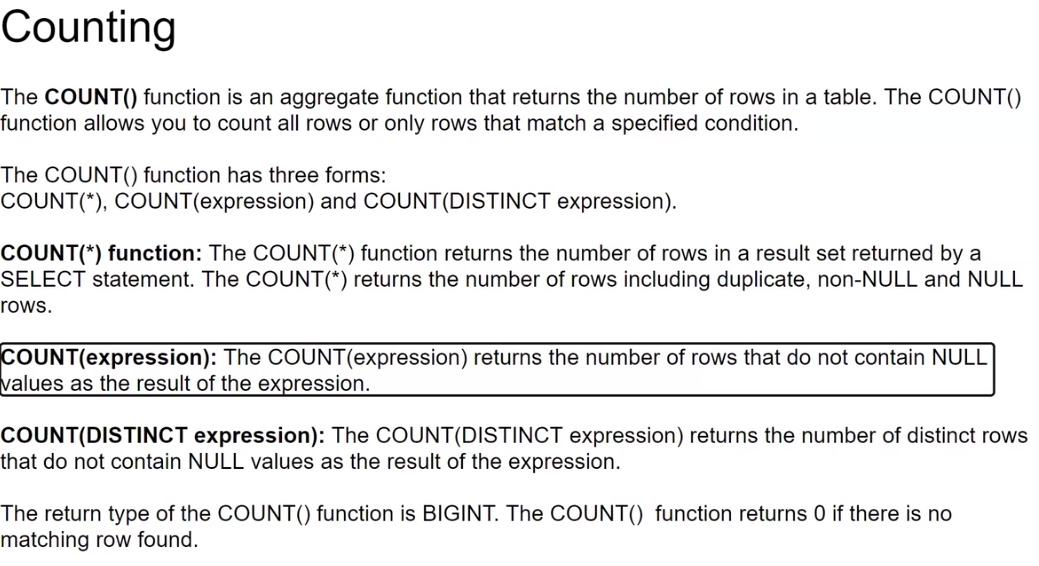 Counting
The COUNT() function is an aggregate function that returns the number of rows in a table. The COUNT()
function allows you to count all rows or only rows that match a specified condition.
The COUNT() function has three forms:
COUNT(*), COUNT(expression) and COUNT(DISTINCT expression).
COUNT(*) function: The COUNT(*) function returns the number of rows in a result set returned by a
SELECT statement. The COUNT(*) returns the number of rows including duplicate, non-NULL and NULL
rows.
COUNT(expression): The COUNT(expression) returns the number of rows that do not contain NULL
values as the result of the expression.
COUNT(DISTINCT expression): The COUNT(DISTINCT expression) returns the number of distinct rows
that do not contain NULL values as the result of the expression.
The return type of the COUNT() function is BIGINT. The COUNT()  function returns 0 if there is no
matching row found.